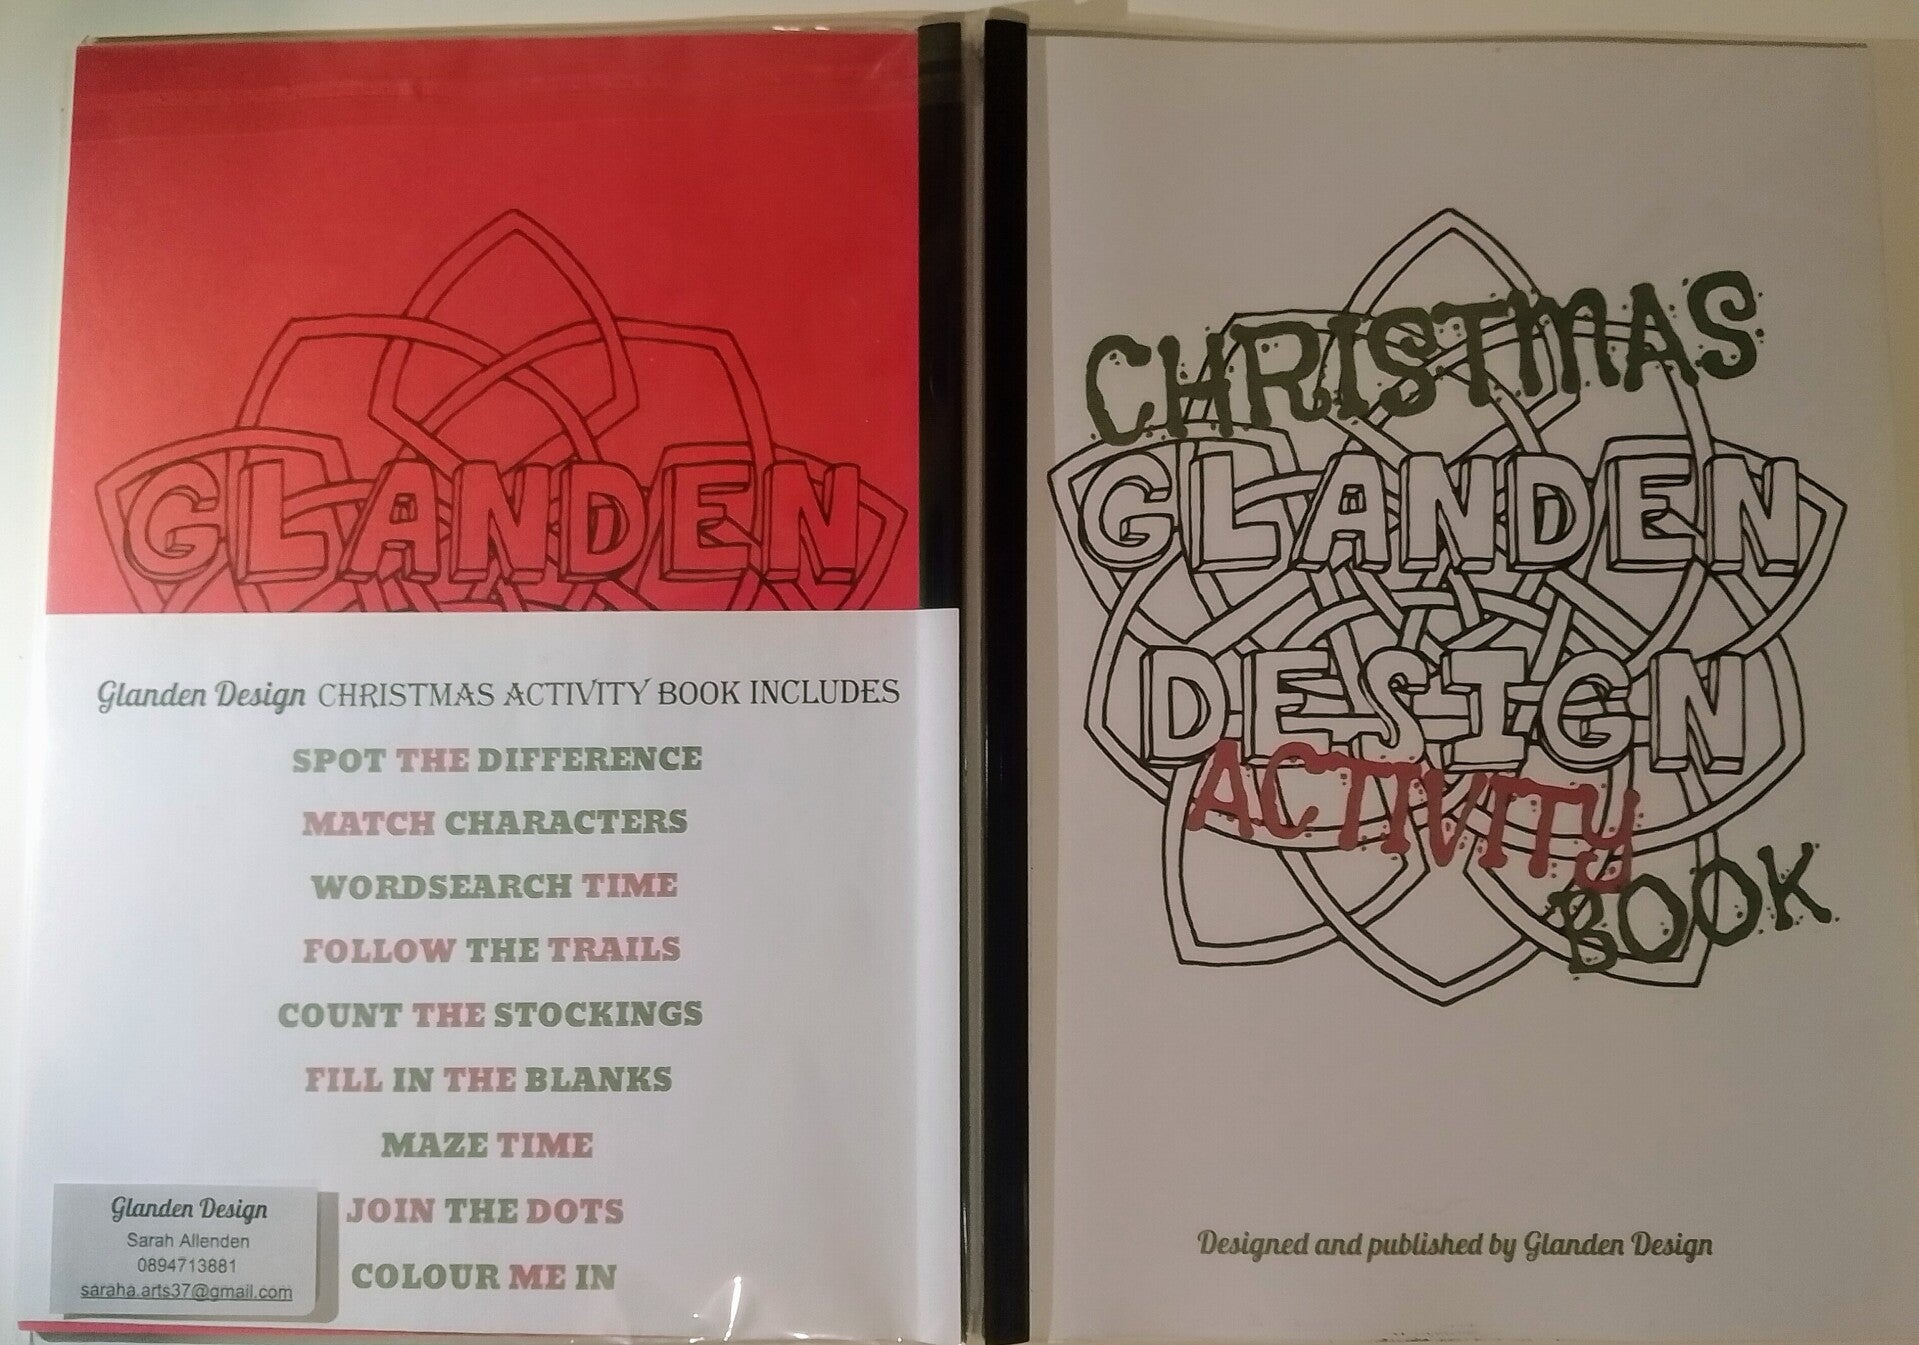 GLANDEN
Glanden Design CHRISTMAS ACTIVITY BOOK INCLUDES
SPOT THE DIFFERENCE
MATCH CHARACTERS
WORDSEARCH TIME
FOLLOW THE TRAILS
COUNT THE STOCKINGS
FILL IN THE BLANKS
MAZE TIME
JOIN THE DOTS
COLOUR ME IN
Glanden Design
Sarah Allenden
0894713881
saraha.arts37@gmail.com
CHRISTMAS
GLANDEN
DESIGN
ACTIVITY
BOOK
Designed and published by Glanden Design